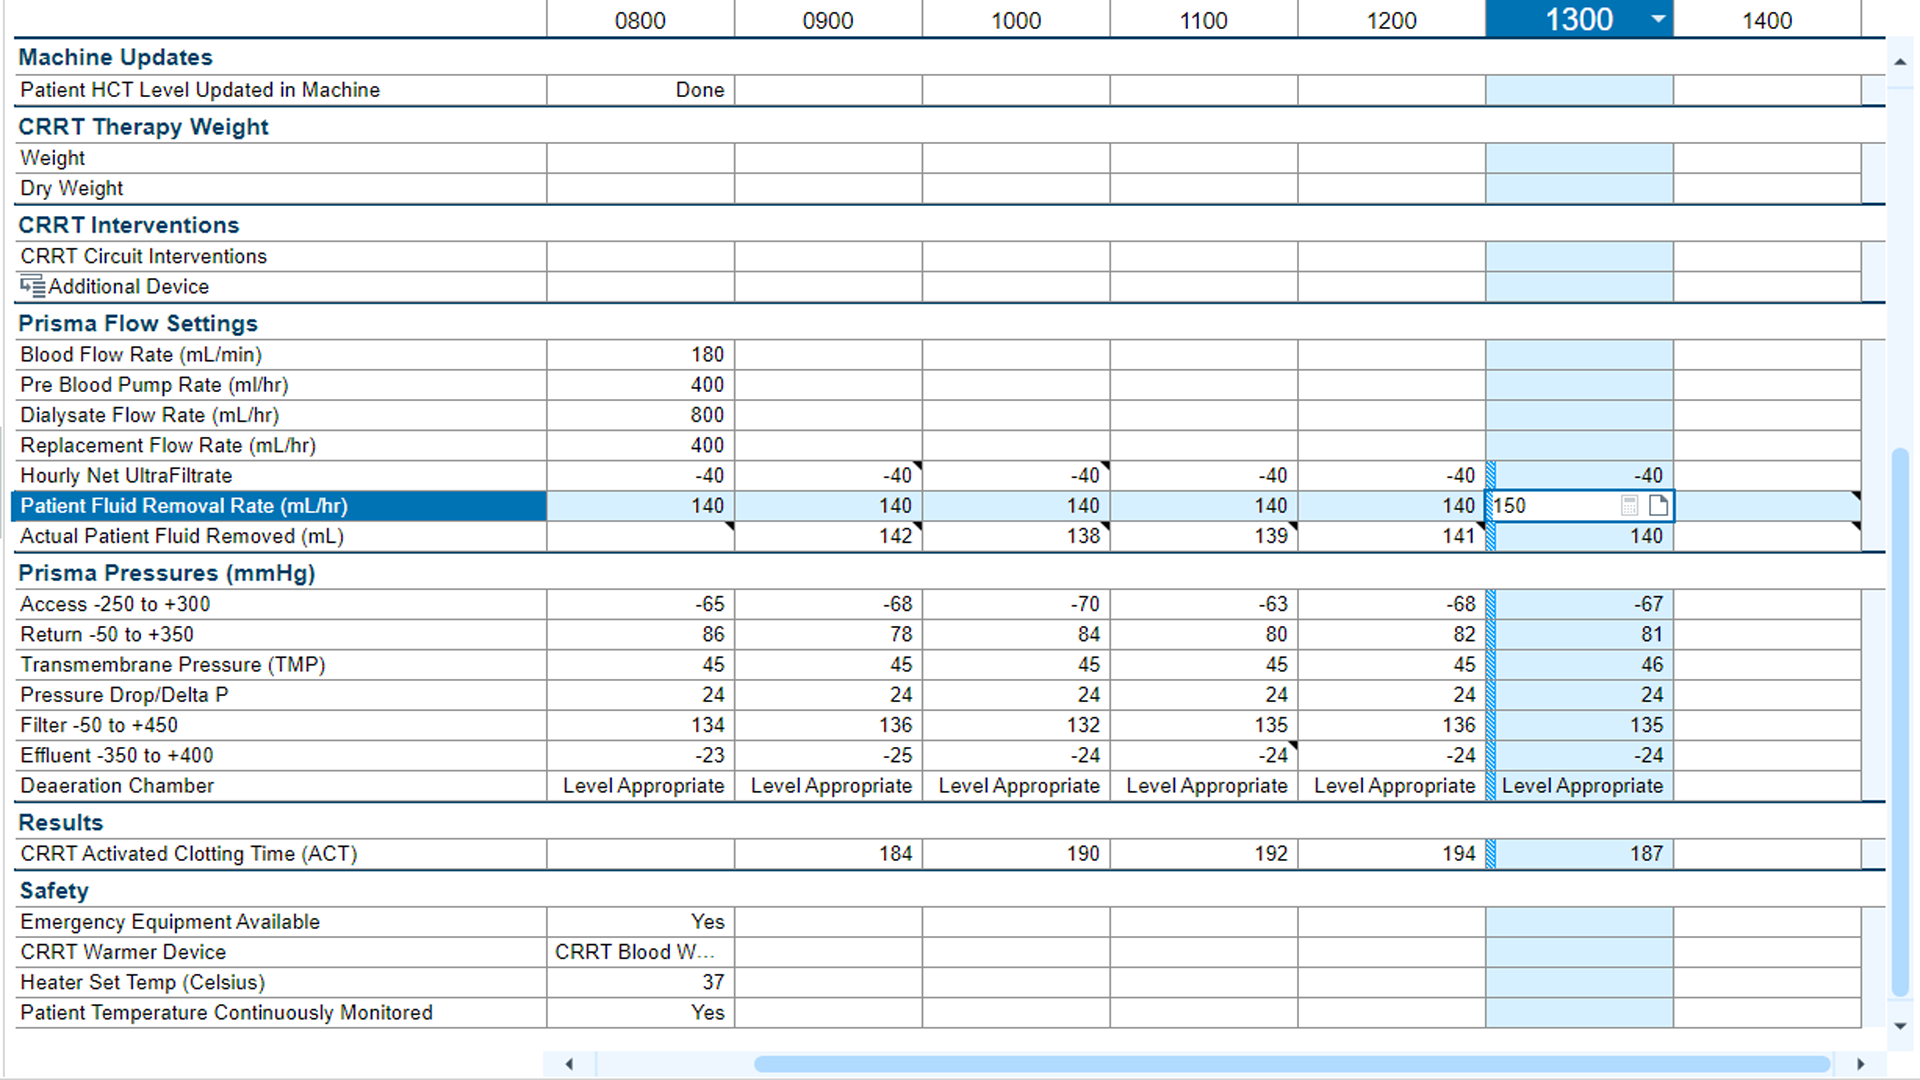 0800 0900 1000 1100 1200 1300 1400
Machine Updates
Patient HCT Level Updated in Machine Done
CRRT Therapy Weight
Weight
Dry Weight
CRRT Interventions
CRRT Circuit Interventions
Additional Device
Prisma Flow Settings
Blood Flow Rate (mL/min) 180
Pre Blood Pump Rate (ml/hr) 400
Dialysate Flow Rate (mL/hr) 800
Replacement Flow Rate (mL/hr) 400
Hourly Net UltraFiltrate -40 -40 -40 -40 -40 -40
Patient Fluid Removal Rate (mL/hr) 140 140 140 140 140 150
Actual Patient Fluid Removed (mL) 142 138 139 141 140
Prisma Pressures (mmHg)
Access -250 to +300 -65 -68 -70 -63 -68 -67
Return -50 to +350 86 78 84 80 82 81
Transmembrane Pressure (TMP) 45 45 45 45 45 46
Pressure Drop/Delta P 24 24 24 24 24 24
Filter -50 to +450 134 136 132 135 136 135
Effluent -350 to +400 -23 -25 -24 -24 -24 -24
Deaeration Chamber Level Appropriate Level Appropriate Level Appropriate Level Appropriate Level Appropriate Level Appropriate
Results
CRRT Activated Clotting Time (ACT) 184 190 192 194 187
Safety
Emergency Equipment Available Yes
CRRT Warmer Device CRRT Blood W...
Heater Set Temp (Celsius) 37
Patient Temperature Continuously Monitored Yes